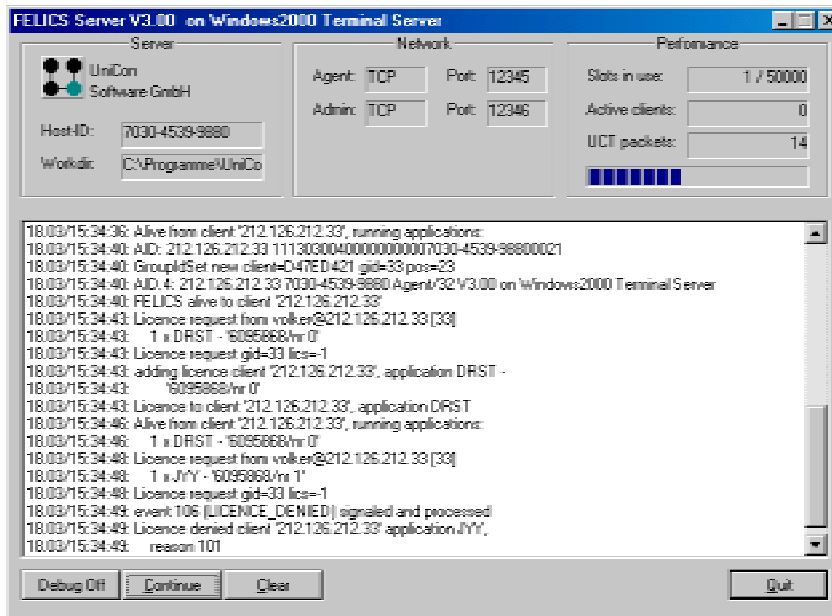 FELICS Server V3.00 on Windows2000 Terminal Server
Server
UniCon
Software GmbH
Host-ID: 7030-4539-9880
Workdir: C:\Programme\UniCo
Network
Agent: TCP Port: 12345
Admin: TCP Port: 12346
Performance
Slots in use: 1 / 50000
Active clients: 0
UCT packets: 14
18.03/15:34:36: Alive from client '212.126.212.33', running applications:
18.03/15:34:40: AID: 212.126.212.33
18.03/15:34:40: GroupIdSet new client=D47ED421 gid=33 pos=23
18.03/15:34:40: AID.4: 212.126.212.33 7030-4539-9880 Agent/32 V3.00 on Windows2000 Terminal Server
18.03/15:34:40: FELICS alive to client '212.126.212.33'
18.03/15:34:43: Licence request from volker@212.126.212.33 [33]
18.03/15:34:43: 1 x DRST - '6095868/nr 0'
18.03/15:34:43: Licence request gid=33 lics=-1
18.03/15:34:43: adding licence client '212.126.212.33', application DRST -
18.03/15:34:43: '6095868/nr 0'
18.03/15:34:43: Licence to client '212.126.212.33', application DRST
18.03/15:34:46: Alive from client '212.126.212.33', running applications:
18.03/15:34:46: 1 x DRST - '6095868/nr 0'
18.03/15:34:48: Licence request from volker@212.126.212.33 [33]
18.03/15:34:48: 1 x JYY - '6095868/nr 1'
18.03/15:34:48: Licence request gid=33 lics=-1
18.03/15:34:49: event 106 (LICENCE_DENIED) signaled and processed
18.03/15:34:49: Licence denied client '212.126.212.33' application JYY,
18.03/15:34:49: reason 101
Debug Off Continue Clear Quit